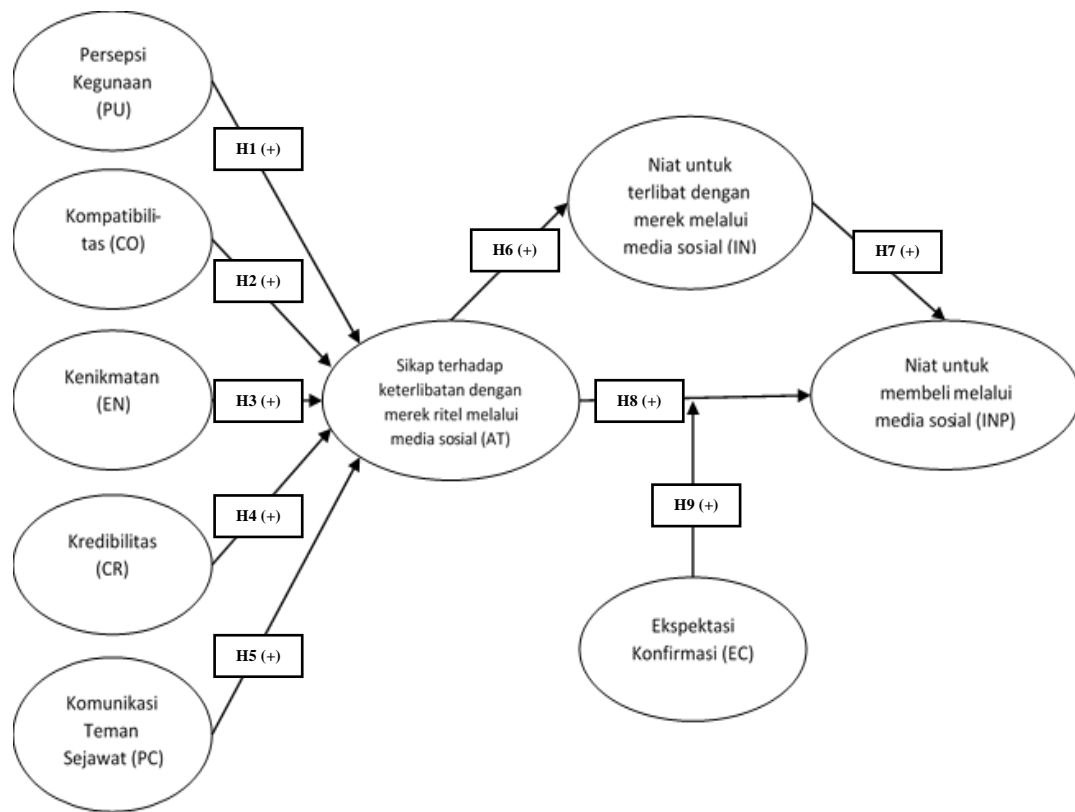 Persepsi
Kegunaan
(PU)
H1 (+)
Kompatibili-
tas (CO)
H2 (+)
Kenikmatan
(EN)
H3 (+)
Kredibilitas
(CR)
H4 (+)
Komunikasi
Teman
Sejawat (PC)
H5 (+)
Sikap terhadap
keterlibatan dengan
merek ritel melalui
media sosial (AT)
H6 (+)
Niat untuk
terlibat dengan
merek melalui
media sosial (IN)
H7 (+)
H8 (+)
Niat untuk
membeli melalui
media sosial (INP)
H9 (+)
Ekspektasi
Konfirmasi (EC)